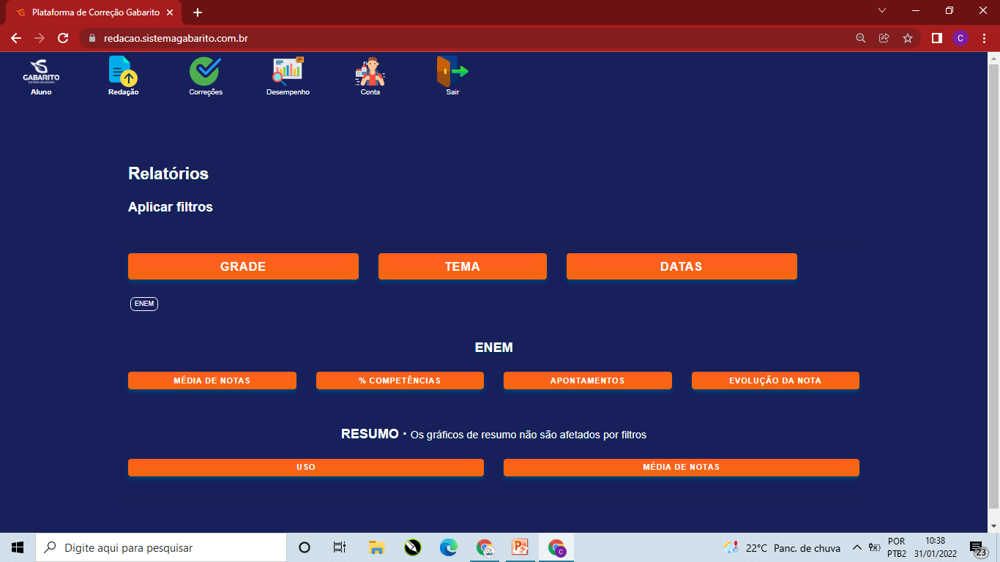 Plataforma de Correção Gabarito
redacao.sistemagabarito.com.br
C
GABARITO
SISTEMA DE ENSINO
Aluno
Redação
Correções
Desempenho
Conta
Sair
Relatórios
Aplicar filtros
GRADE
TEMA
DATAS
ENEM
ENEM
MÉDIA DE NOTAS
% COMPETÊNCIAS
APONTAMENTOS
EVOLUÇÃO DA NOTA
RESUMO · Os gráficos de resumo não são afetados por filtros
USO
MÉDIA DE NOTAS
Digite aqui para pesquisar
22°C Panc. de chuva
POR
PTB2
10:38
31/01/2022
23